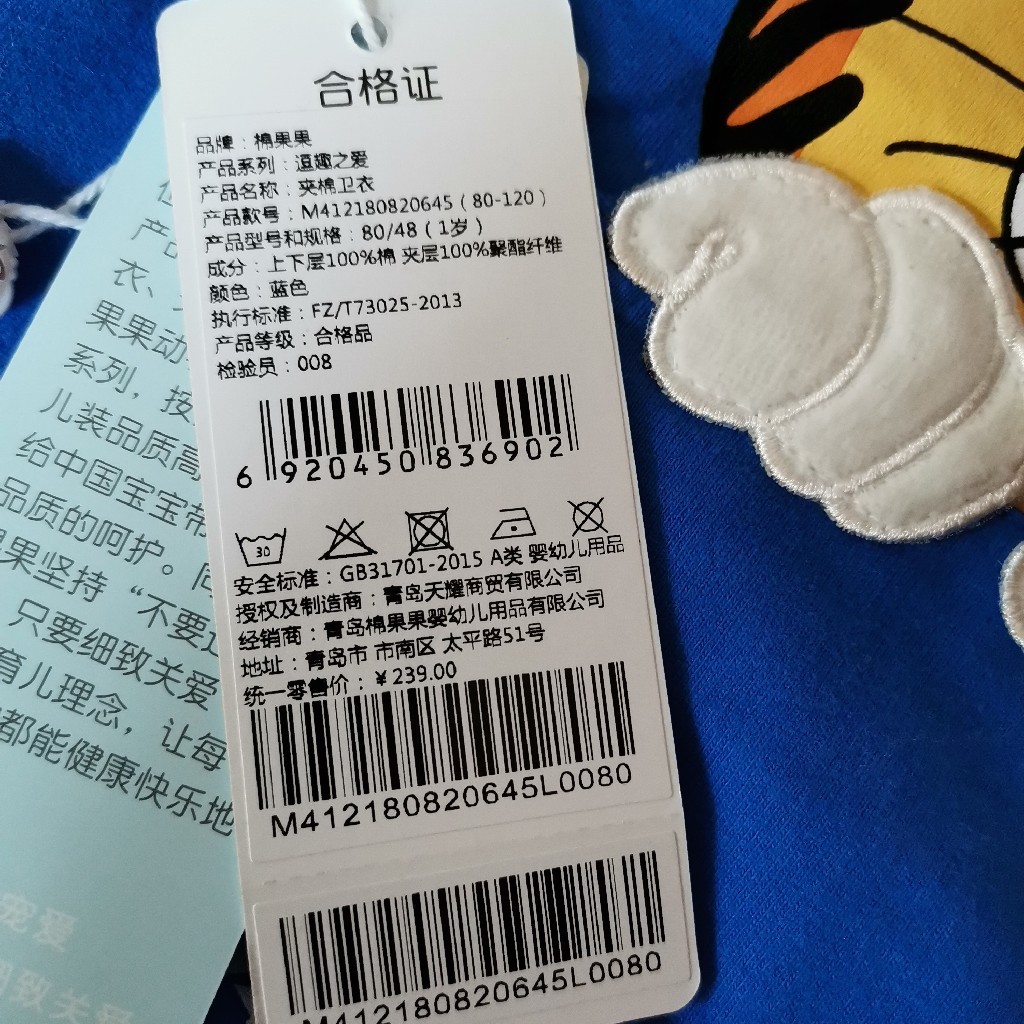 合格证
品牌：棉果果
产品系列：逗趣之爱
产品名称：夹棉卫衣
产品款号：M412180820645（80-120）
产品型号和规格：80/48（1岁）
成分：上下层100%棉 夹层100%聚酯纤维
颜色：蓝色
执行标准：FZ/T73025-2013
产品等级：合格品
检验员：008
6 920450 836902
30
安全标准：GB31701-2015 A类 婴幼儿用品
授权及制造商：青岛天耀商贸有限公司
经销商：青岛棉果果婴幼儿用品有限公司
地址：青岛市 市南区 太平路51号
统一零售价：￥239.00
M412180820645L0080
M412180820645L0080
产
衣、
果果动
系列，按
儿装品质高
给中国宝宝带
品质的呵护。同
果坚持“不要过
只要细致关爱
育儿理念，让每
都能健康快乐地
宠爱
细致关爱